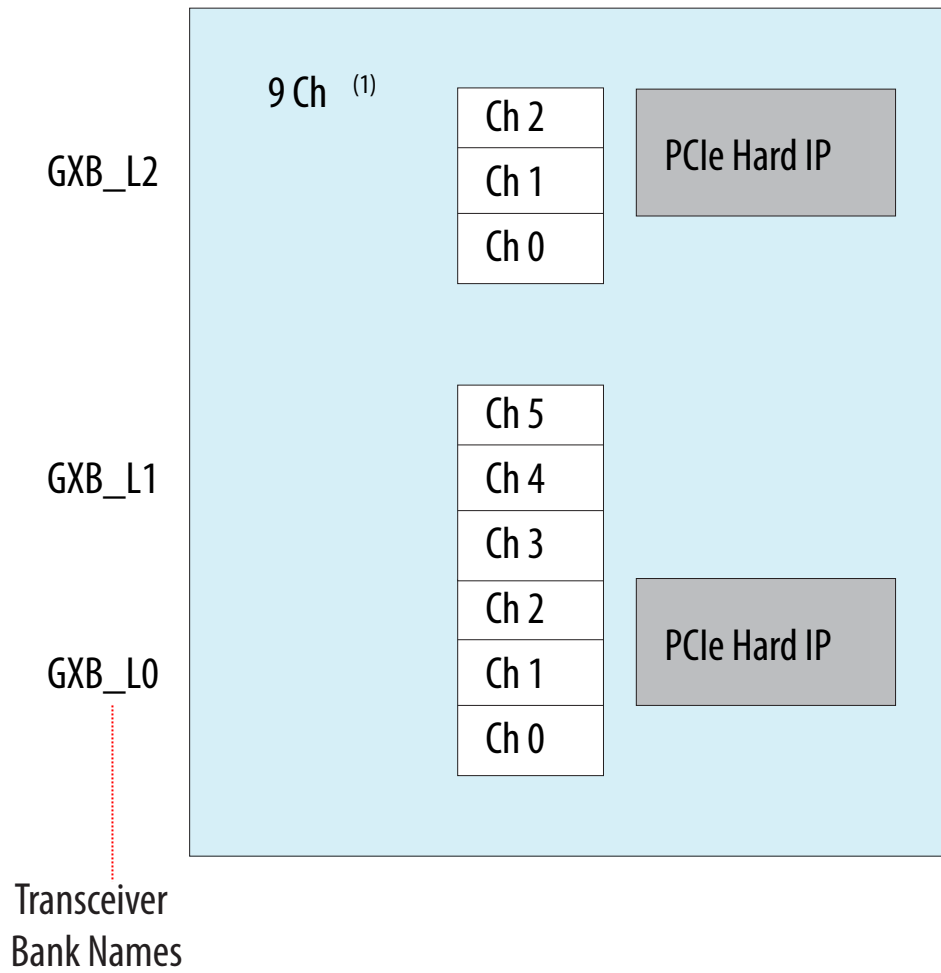 9 Ch (1)
GXB_L2
Ch 2
Ch 1
Ch 0
PCIe Hard IP
GXB_L1
Ch 5
Ch 4
Ch 3
GXB_L0
Ch 2
Ch 1
Ch 0
PCIe Hard IP
Transceiver
Bank Names